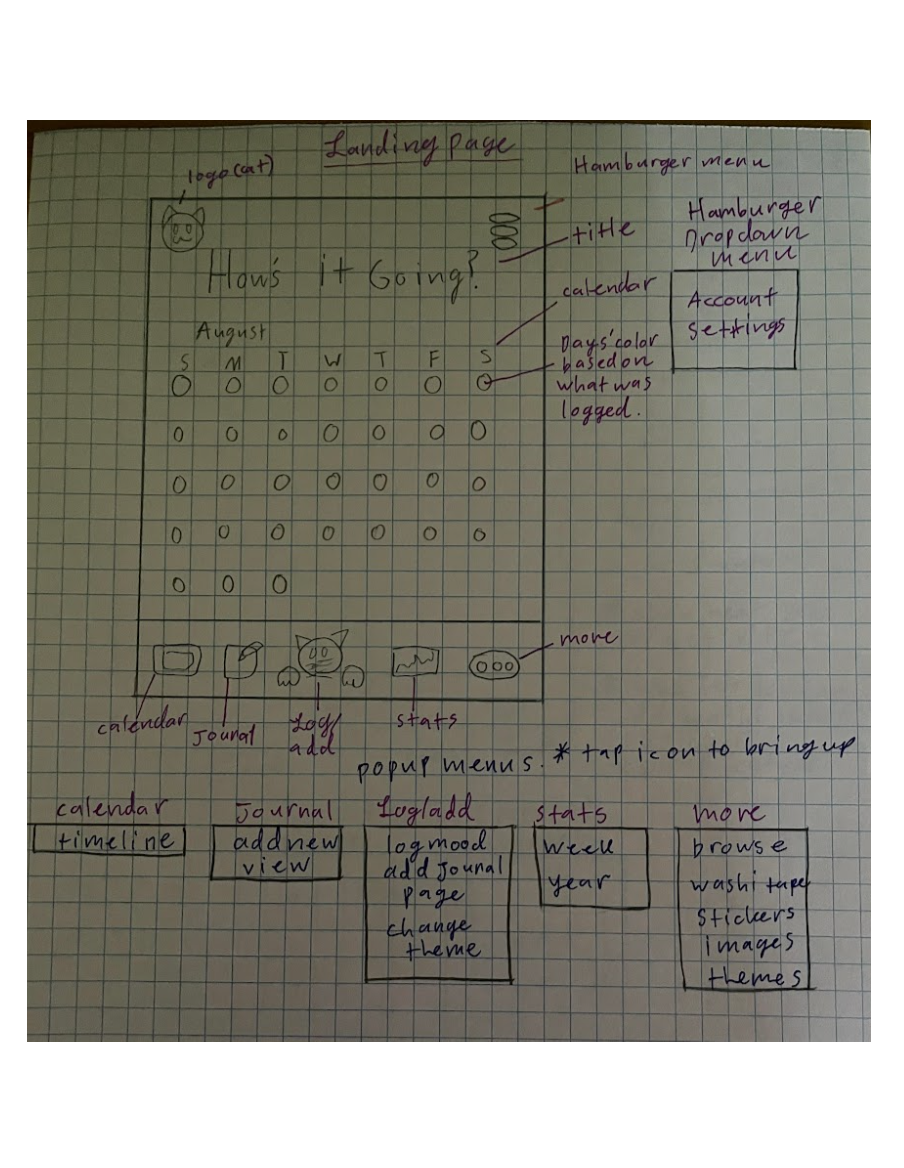 Landing page
logo(cat)
Hamburger menu
How's it Going?
title
Hamburger
Dropdown
menu
Account
settings
calendar
August
S M T W T F S
Days' color
based on
what was
logged.
more
calendar
Jounal
Log/
add
stats
popup menus. * tap icon to bring up
calendar
timeline
Journal
add new
view
Log/add
log mood
add Jounal
page
change
theme
stats
week
year
more
browse
washi tape
stickers
images
themes